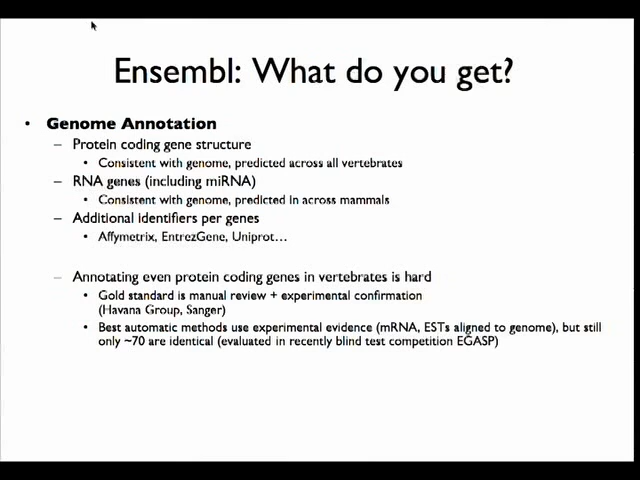 Ensembl: What do you get?
• Genome Annotation
– Protein coding gene structure
• Consistent with genome, predicted across all vertebrates
– RNA genes (including miRNA)
• Consistent with genome, predicted in across mammals
– Additional identifiers per genes
• Affymetrix, EntrezGene, Uniprot...
– Annotating even protein coding genes in vertebrates is hard
• Gold standard is manual review + experimental confirmation
(Havana Group, Sanger)
• Best automatic methods use experimental evidence (mRNA, ESTs aligned to genome), but still
only ~70 are identical (evaluated in recently blind test competition EGASP)